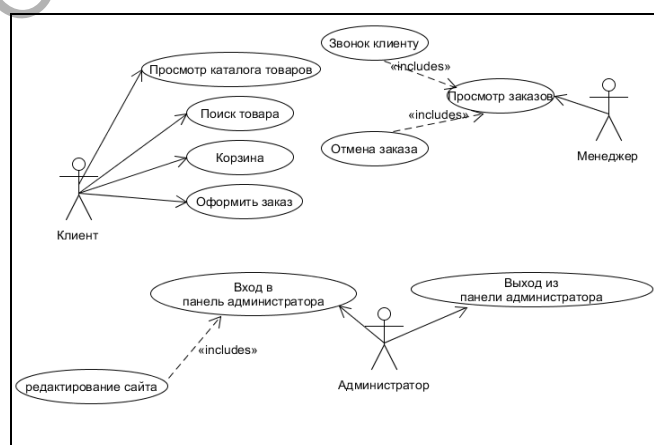 Звонок клиенту
«includes»
Просмотр каталога товаров
Просмотр заказов
Поиск товара
«includes»
Отмена заказа
Менеджер
Корзина
Оформить заказ
Клиент
Вход в
панель администратора
Выход из
панели администратора
«includes»
редактирование сайта
Администратор